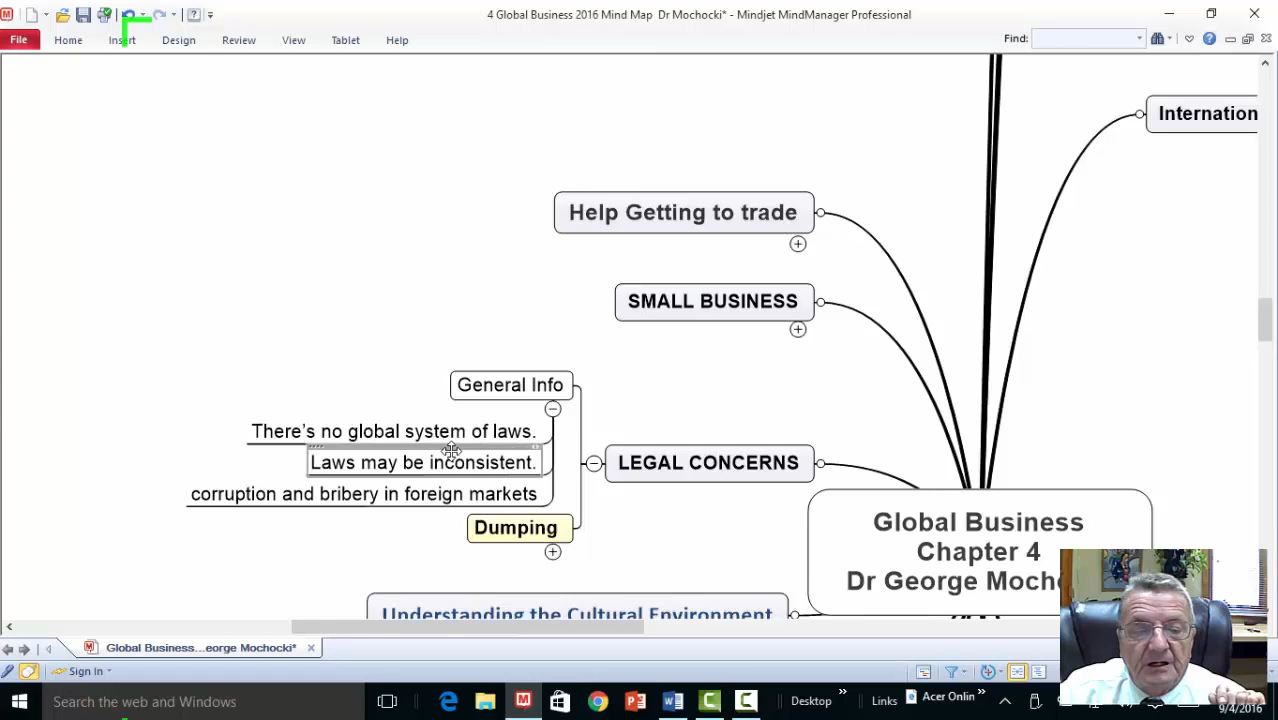 4 Global Business 2016 Mind Map Dr Mochocki* - Mindjet MindManager Professional
File Home Insert Design Review View Tablet Help Find:
Internation
Help Getting to trade
SMALL BUSINESS
General Info
There's no global system of laws.
Laws may be inconsistent.
LEGAL CONCERNS
corruption and bribery in foreign markets
Dumping
Global Business
Chapter 4
Dr George Moch
Understanding the Cultural Environment
Global Business...eorge Mochocki*
Sign In
Search the web and Windows
Desktop
Links
Acer Onlin
9/4/2016